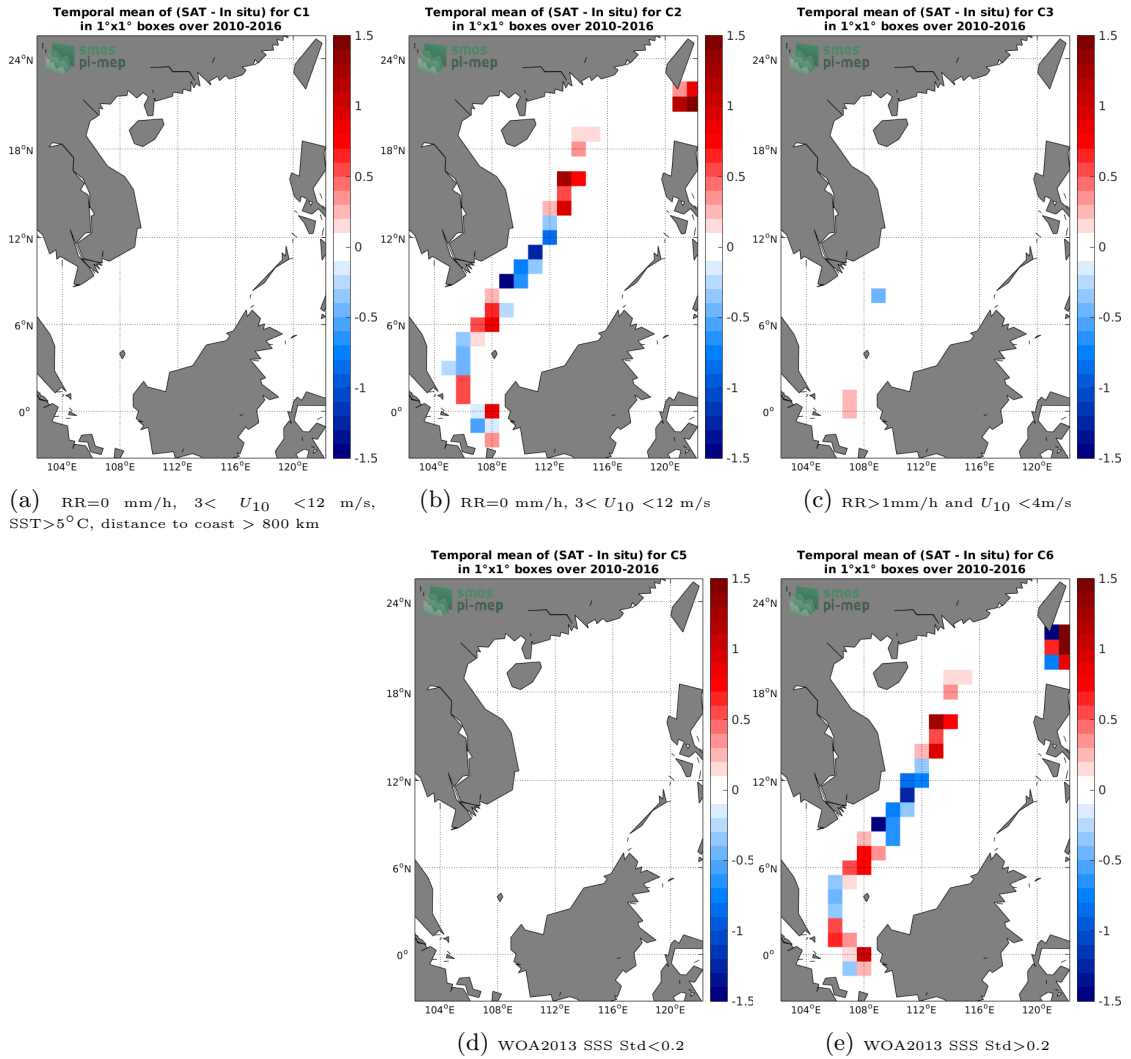 Temporal mean of (SAT - In situ) for C1
in 1°x1° boxes over 2010-2016
smos
pi-mep
24°N
18°N
12°N
6°N
0°
104°E 108°E 112°E 116°E 120°E
1.5
1
0.5
0
-0.5
-1
-1.5
(a) RR=0 mm/h, 3< U10 <12 m/s,
SST>5°C, distance to coast > 800 km
Temporal mean of (SAT - In situ) for C2
in 1°x1° boxes over 2010-2016
smos
pi-mep
24°N
18°N
12°N
6°N
0°
104°E 108°E 112°E 116°E 120°E
1.5
1
0.5
0
-0.5
-1
-1.5
(b) RR=0 mm/h, 3< U10 <12 m/s
Temporal mean of (SAT - In situ) for C3
in 1°x1° boxes over 2010-2016
smos
pi-mep
24°N
18°N
12°N
6°N
0°
104°E 108°E 112°E 116°E 120°E
1.5
1
0.5
0
-0.5
-1
-1.5
(c) RR>1mm/h and U10 <4m/s
Temporal mean of (SAT - In situ) for C5
in 1°x1° boxes over 2010-2016
smos
pi-mep
24°N
18°N
12°N
6°N
0°
104°E 108°E 112°E 116°E 120°E
1.5
1
0.5
0
-0.5
-1
-1.5
(d) WOA2013 SSS Std<0.2
Temporal mean of (SAT - In situ) for C6
in 1°x1° boxes over 2010-2016
smos
pi-mep
24°N
18°N
12°N
6°N
0°
104°E 108°E 112°E 116°E 120°E
1.5
1
0.5
0
-0.5
-1
-1.5
(e) WOA2013 SSS Std>0.2